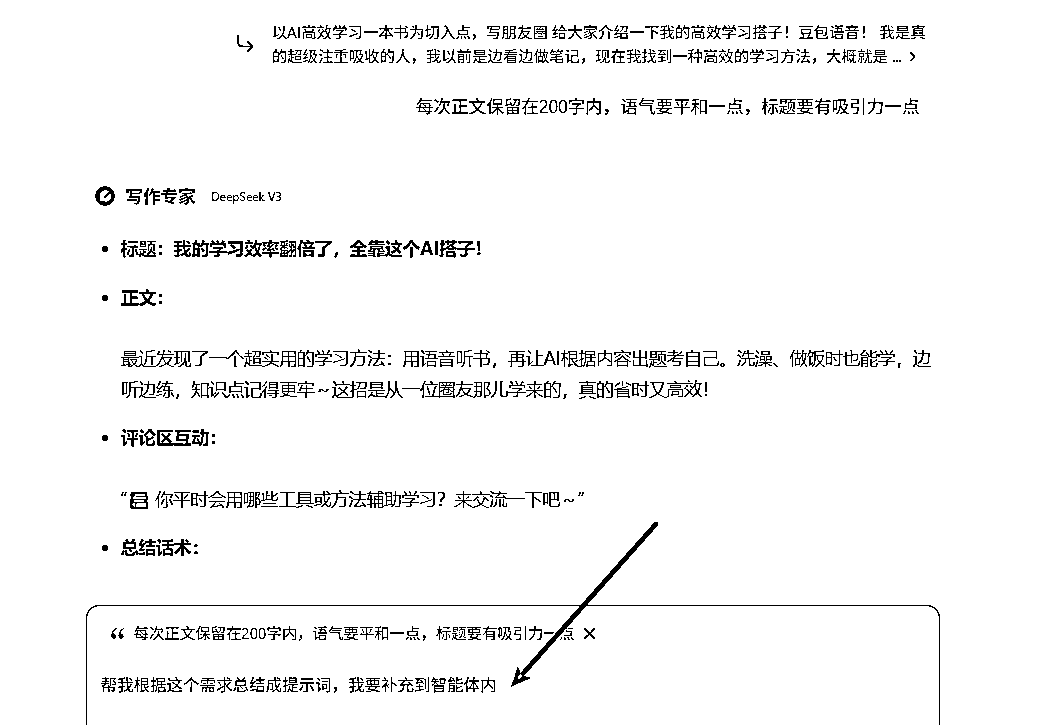 以AI高效学习一本书为切入点，写朋友圈 给大家介绍一下我的高效学习搭子！豆包语音！ 我是真
的超级注重吸收的人，我以前是边看边做笔记，现在我找到一种高效的学习方法，大概就是 ...
每次正文保留在200字内，语气要平和一点，标题要有吸引力一点
写作专家 DeepSeek V3
• 标题：我的学习效率翻倍了，全靠这个AI搭子！
• 正文：
最近发现了一个超实用的学习方法：用语音听书，再让AI根据内容出题考自己。洗澡、做饭时也能学，边
听边练，知识点记得更牢～这招是从一位圈友那儿学来的，真的省时又高效！
• 评论区互动：
“ 你平时会用哪些工具或方法辅助学习？来交流一下吧～”
• 总结话术：
“ 每次正文保留在200字内，语气要平和一点，标题要有吸引力一点 ×
帮我根据这个需求总结成提示词，我要补充到智能体内